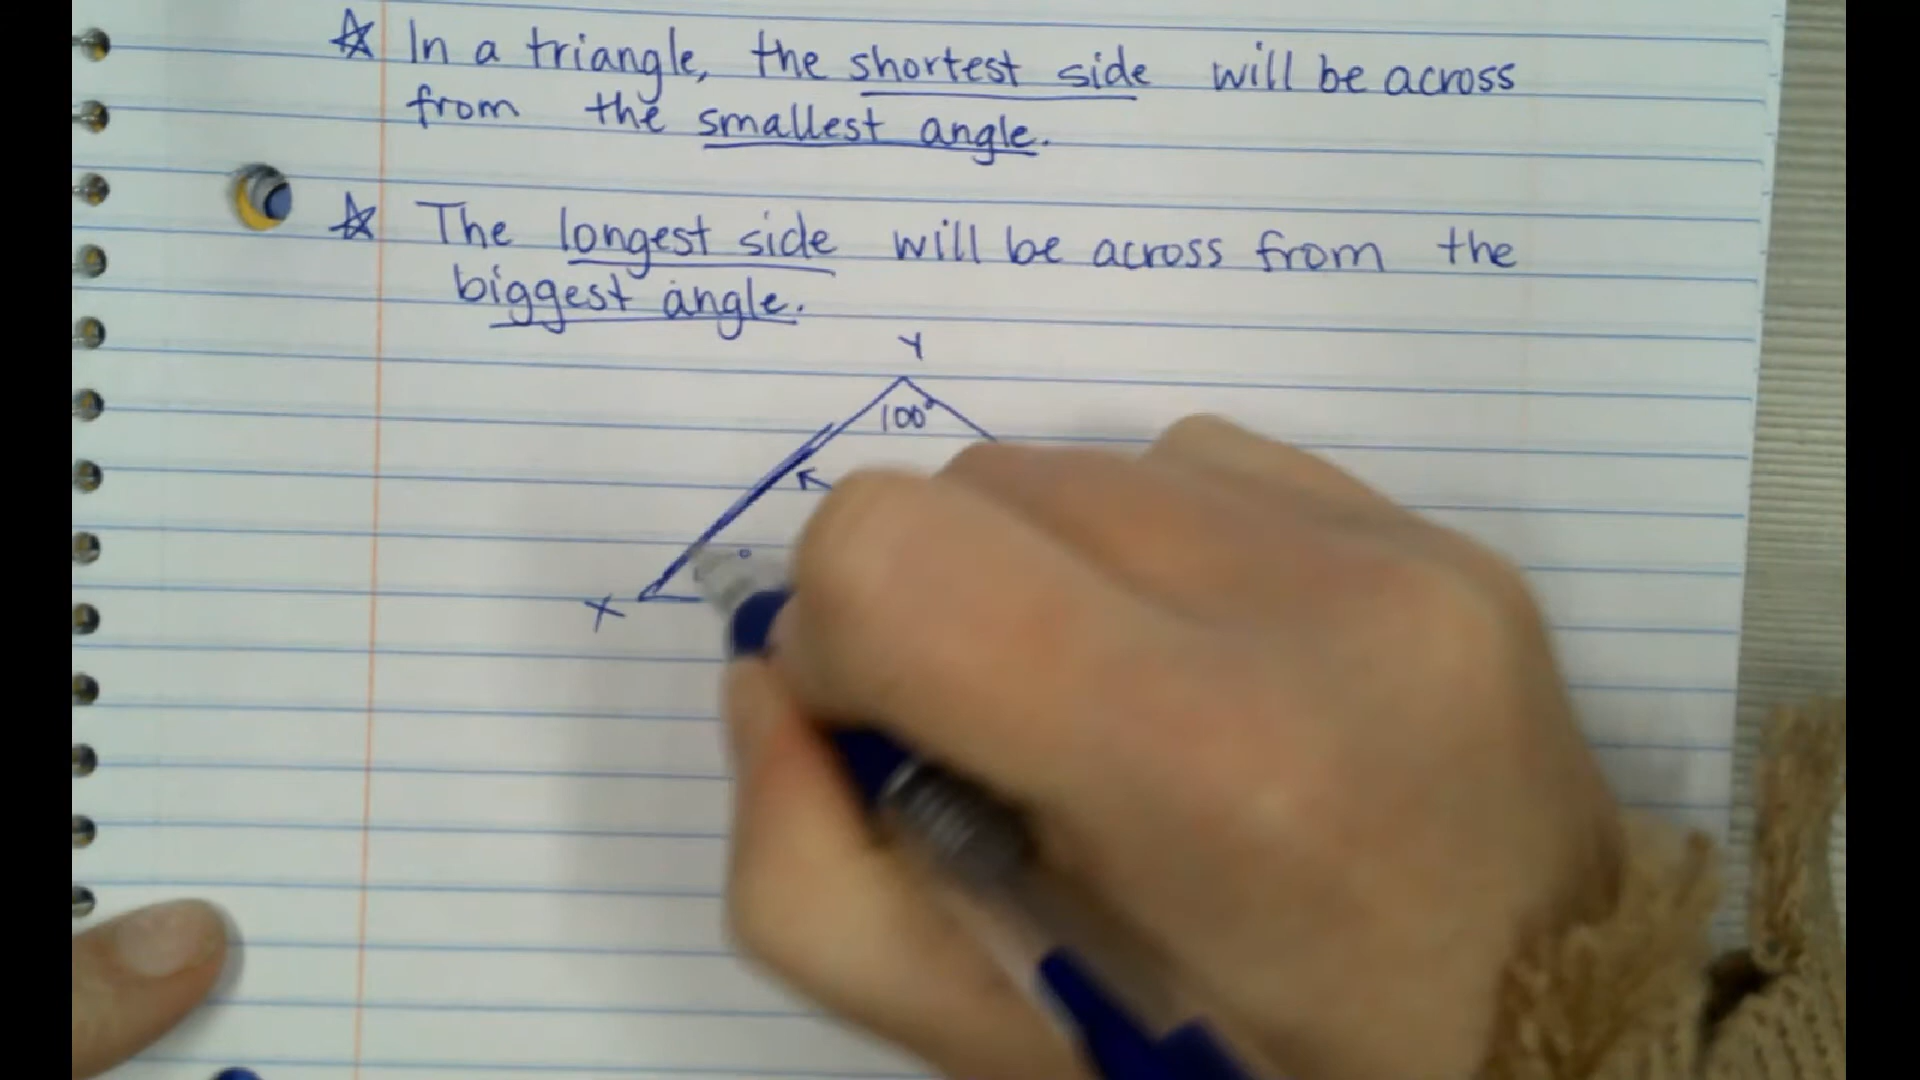 ☆ In a triangle, the shortest side will be across
from the smallest angle.
☆ The longest side will be across from the
biggest angle.
Y
100°
X